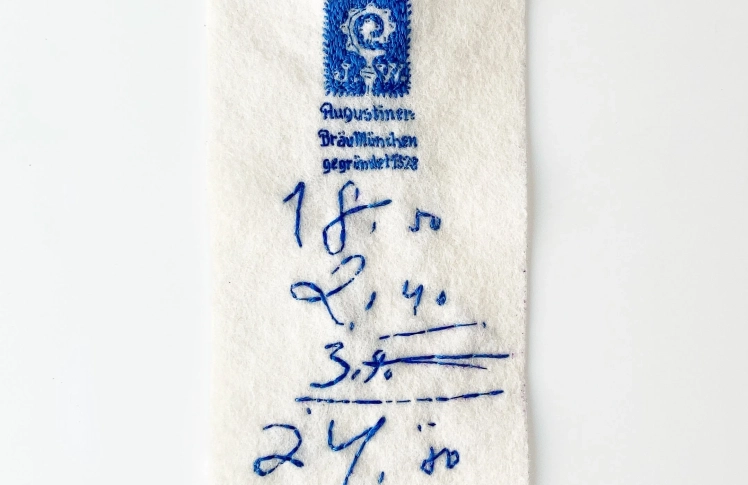 J. W.
Augustiner-
Bräu München
gegründet 1328
18,50
2,40
3,9.
24,80